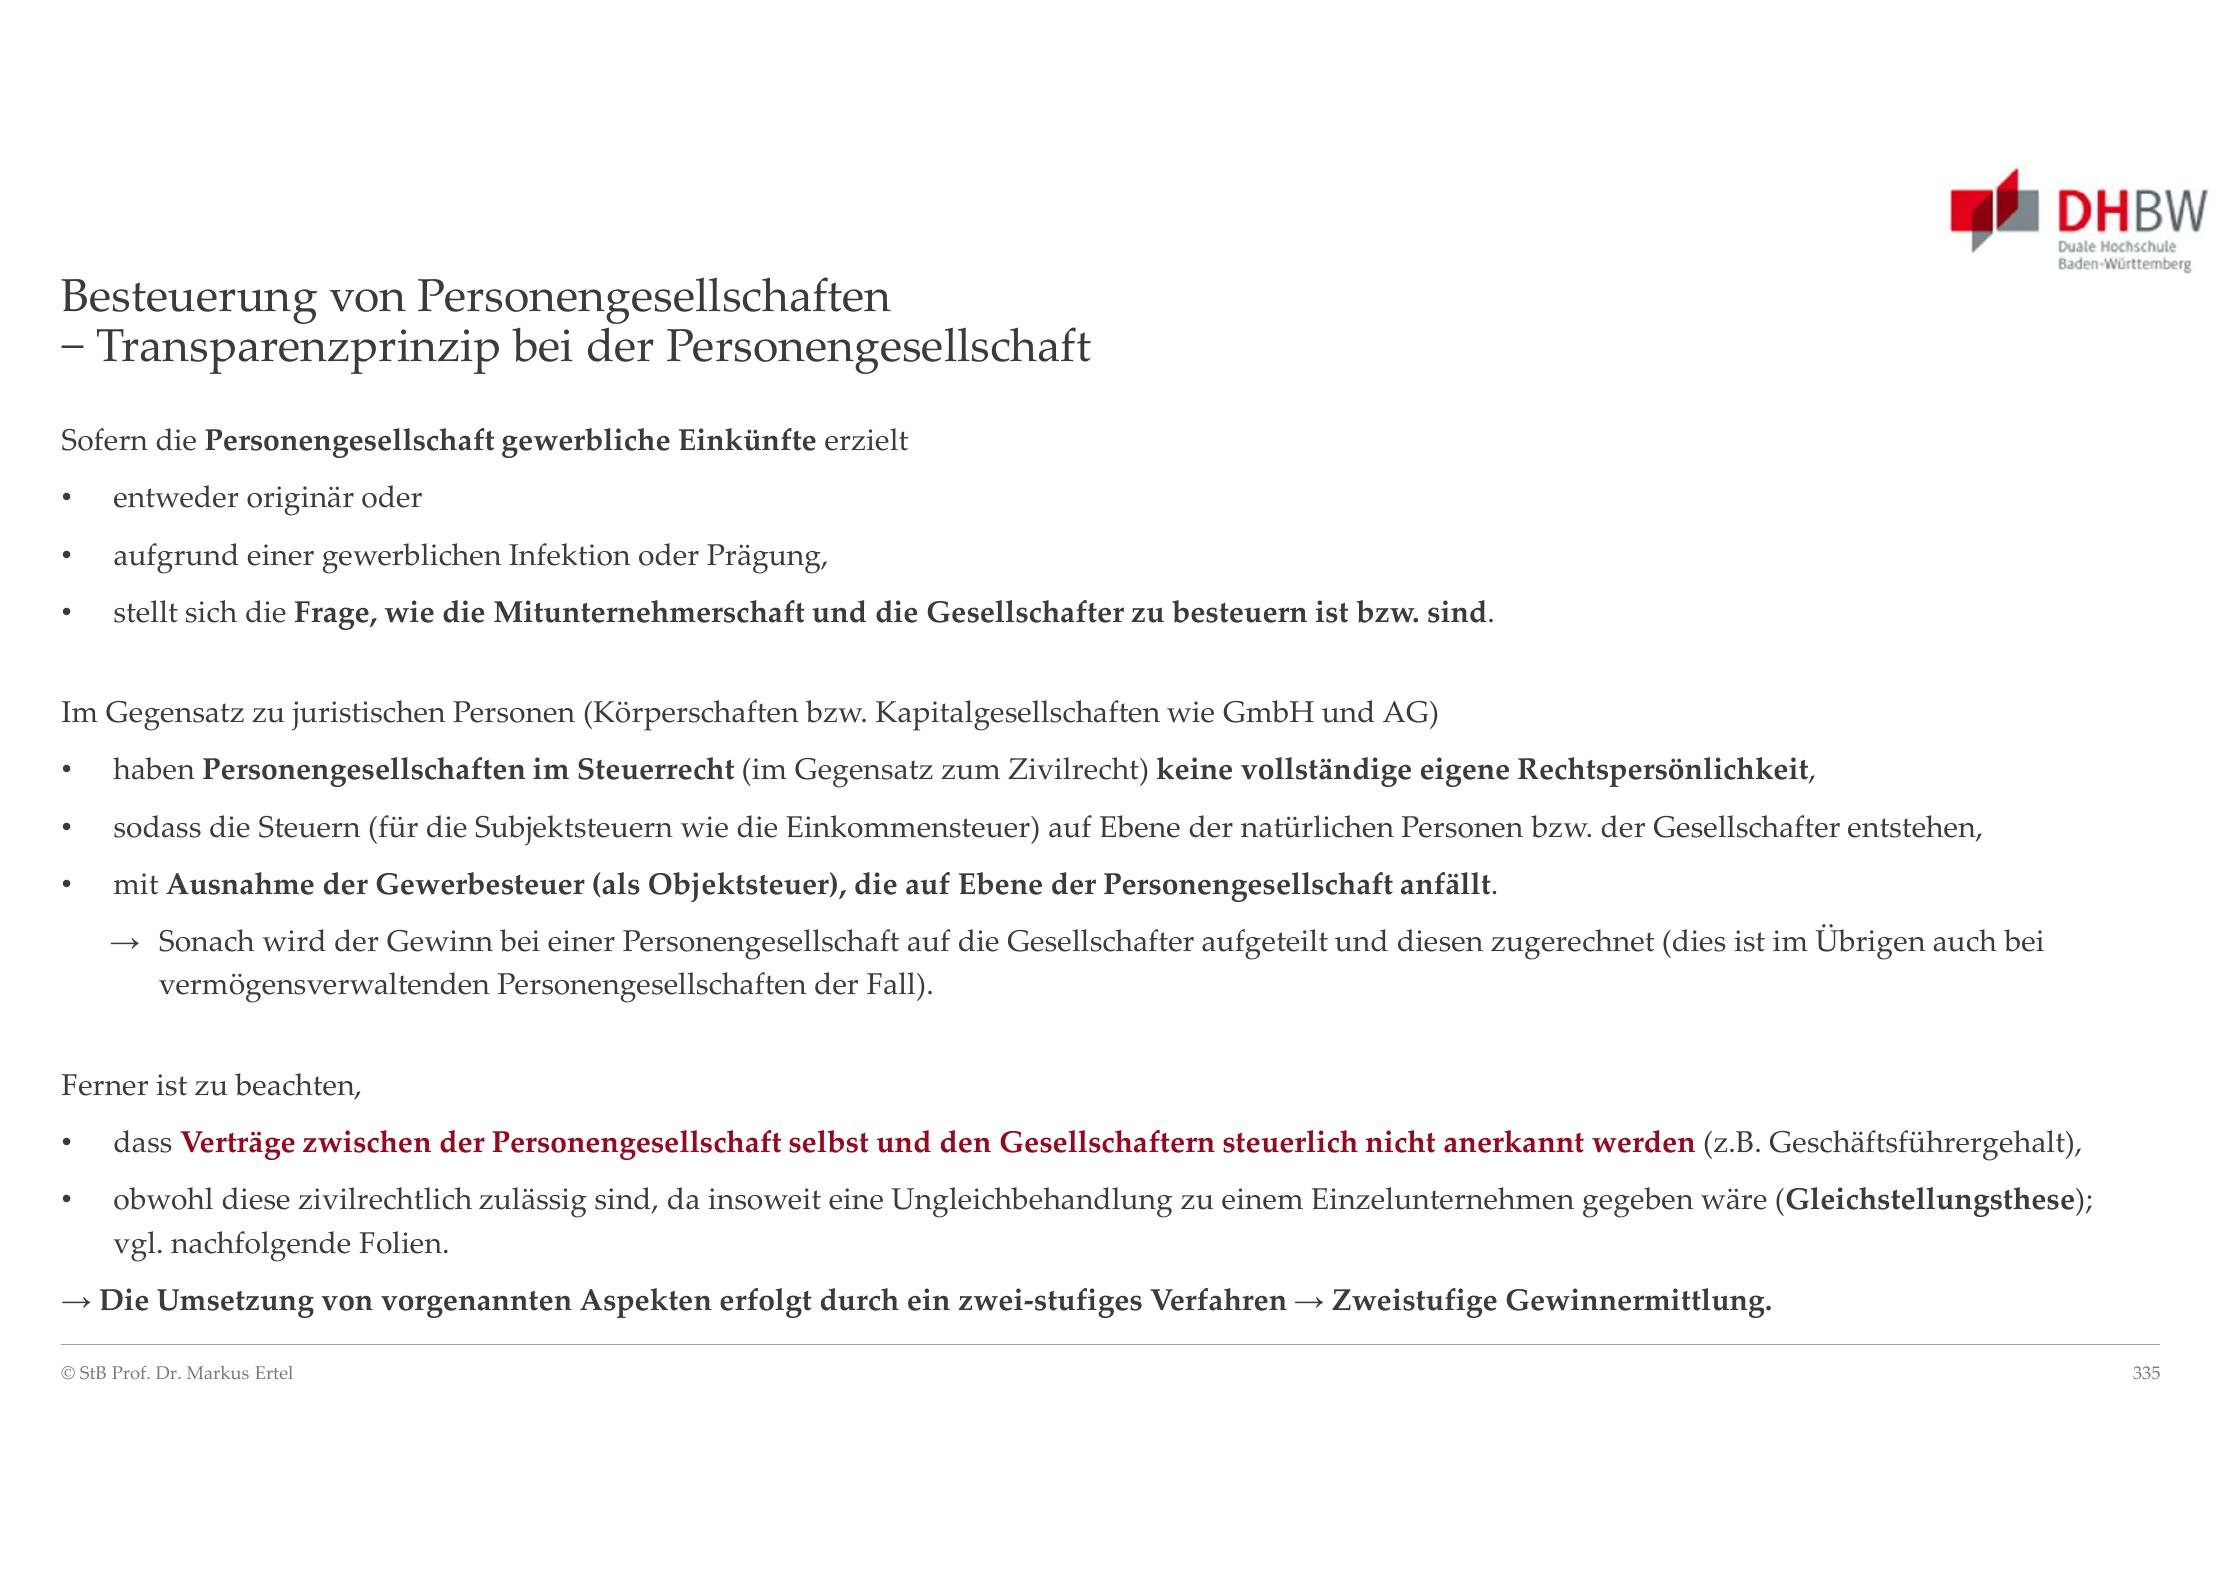 DHBW
Duale Hochschule
Baden-Württemberg
Besteuerung von Personengesellschaften
– Transparenzprinzip bei der Personengesellschaft
Sofern die Personengesellschaft gewerbliche Einkünfte erzielt
• entweder originär oder
• aufgrund einer gewerblichen Infektion oder Prägung,
• stellt sich die Frage, wie die Mitunternehmerschaft und die Gesellschafter zu besteuern ist bzw. sind.
Im Gegensatz zu juristischen Personen (Körperschaften bzw. Kapitalgesellschaften wie GmbH und AG)
• haben Personengesellschaften im Steuerrecht (im Gegensatz zum Zivilrecht) keine vollständige eigene Rechtspersönlichkeit,
• sodass die Steuern (für die Subjektsteuern wie die Einkommensteuer) auf Ebene der natürlichen Personen bzw. der Gesellschafter entstehen,
• mit Ausnahme der Gewerbesteuer (als Objektsteuer), die auf Ebene der Personengesellschaft anfällt.
→ Sonach wird der Gewinn bei einer Personengesellschaft auf die Gesellschafter aufgeteilt und diesen zugerechnet (dies ist im Übrigen auch bei
vermögensverwaltenden Personengesellschaften der Fall).
Ferner ist zu beachten,
• dass Verträge zwischen der Personengesellschaft selbst und den Gesellschaftern steuerlich nicht anerkannt werden (z.B. Geschäftsführergehalt),
• obwohl diese zivilrechtlich zulässig sind, da insoweit eine Ungleichbehandlung zu einem Einzelunternehmen gegeben wäre (Gleichstellungsthese);
vgl. nachfolgende Folien.
→ Die Umsetzung von vorgenannten Aspekten erfolgt durch ein zwei-stufiges Verfahren → Zweistufige Gewinnermittlung.
© StB Prof. Dr. Markus Ertel
335